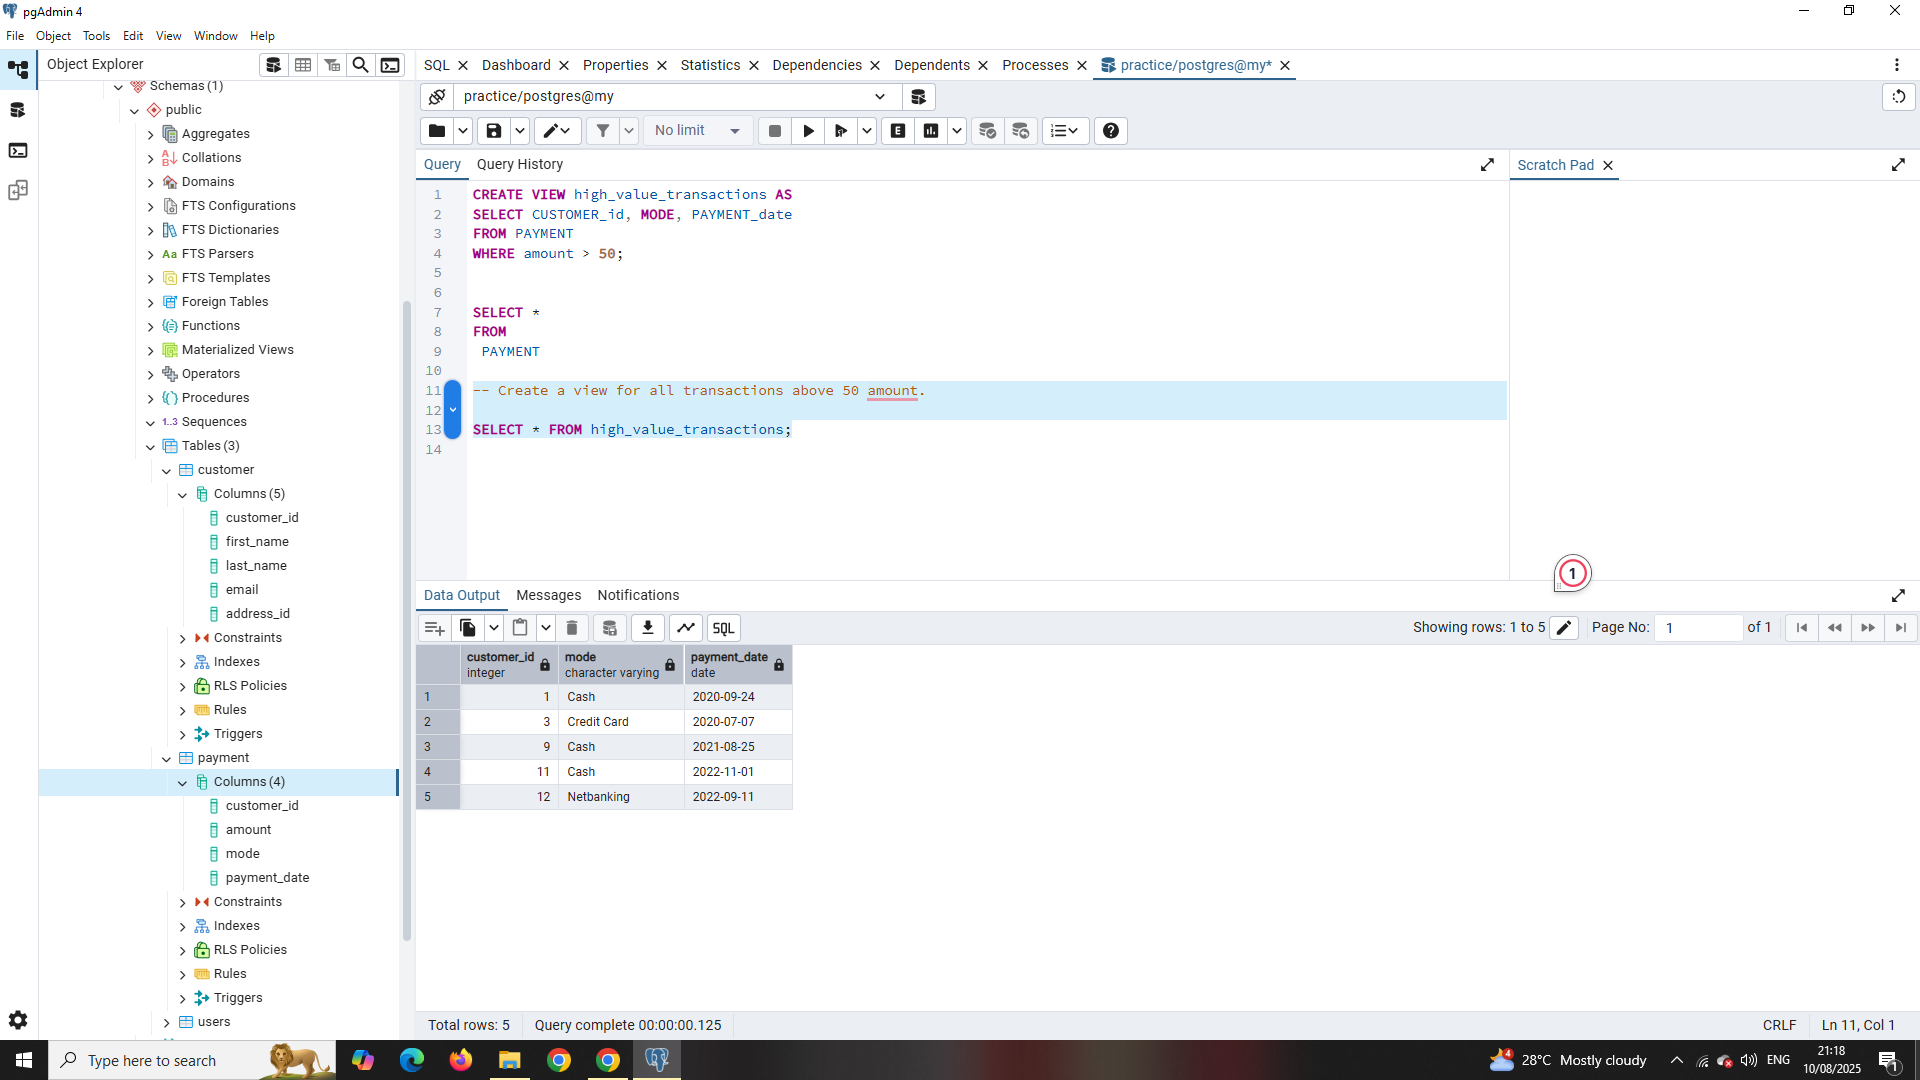 pgAdmin 4
File Object Tools Edit View Window Help
Object Explorer
SQL Dashboard Properties Statistics Dependencies Dependents Processes practice/postgres@my*
practice/postgres@my
No limit
E
Query Query History
Scratch Pad
Schemas (1)
public
Aggregates
Collations
Domains
FTS Configurations
FTS Dictionaries
Aa FTS Parsers
FTS Templates
Foreign Tables
Functions
Materialized Views
Operators
Procedures
1..3 Sequences
Tables (3)
customer
Columns (5)
customer_id
first_name
last_name
email
address_id
Constraints
Indexes
RLS Policies
Rules
Triggers
payment
Columns (4)
customer_id
amount
mode
payment_date
Constraints
Indexes
RLS Policies
Rules
Triggers
users
1 CREATE VIEW high_value_transactions AS
2 SELECT CUSTOMER_id, MODE, PAYMENT_date
3 FROM PAYMENT
4 WHERE amount > 50;
5
6
7 SELECT *
8 FROM
9 PAYMENT
10
11 -- Create a view for all transactions above 50 amount.
12
13 SELECT * FROM high_value_transactions;
14
1
Data Output Messages Notifications
SQL
Showing rows: 1 to 5 Page No: 1 of 1
customer_id mode payment_date
integer character varying date
1 1 Cash 2020-09-24
2 3 Credit Card 2020-07-07
3 9 Cash 2021-08-25
4 11 Cash 2022-11-01
5 12 Netbanking 2022-09-11
Total rows: 5 Query complete 00:00:00.125 CRLF Ln 11, Col 1
Type here to search
4 28°C Mostly cloudy ENG 21:18
10/08/2025 1